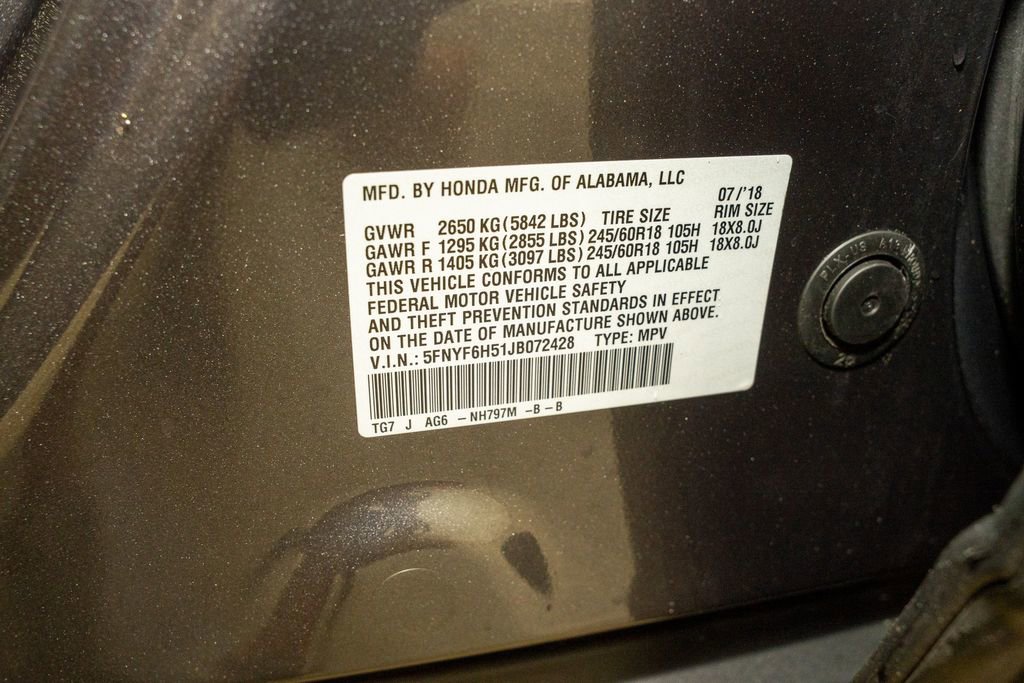 MFD. BY HONDA MFG. OF ALABAMA, LLC 07/'18
GVWR 2650 KG (5842 LBS) TIRE SIZE RIM SIZE
GAWR F 1295 KG (2855 LBS) 245/60R18 105H 18X8.0J
GAWR R 1405 KG (3097 LBS) 245/60R18 105H 18X8.0J
THIS VEHICLE CONFORMS TO ALL APPLICABLE
FEDERAL MOTOR VEHICLE SAFETY
AND THEFT PREVENTION STANDARDS IN EFFECT
ON THE DATE OF MANUFACTURE SHOWN ABOVE.
V.I.N.: 5FNYF6H51JB072428 TYPE: MPV
TG7 J AG6 -NH797M -B-B